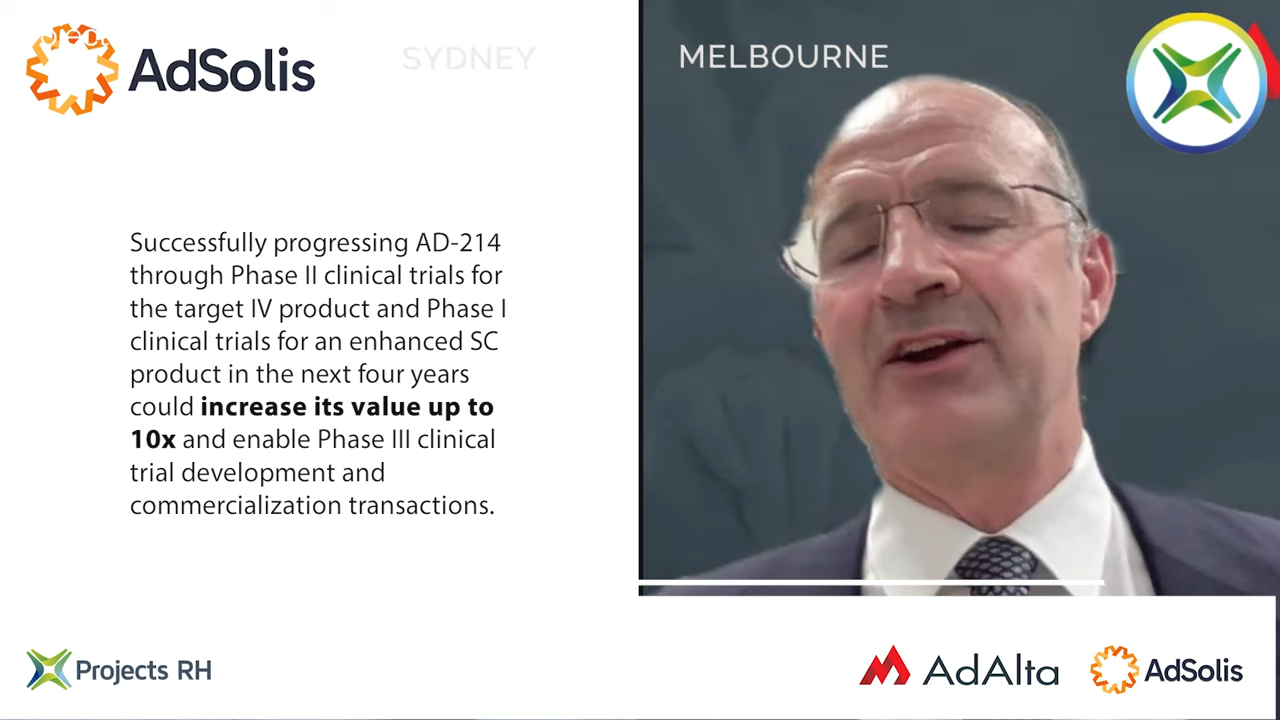 AdSolis
SYDNEY
MELBOURNE
Successfully progressing AD-214
through Phase II clinical trials for
the target IV product and Phase I
clinical trials for an enhanced SC
product in the next four years
could increase its value up to
10x and enable Phase III clinical
trial development and
commercialization transactions.
Projects RH
AdAlta
AdSolis